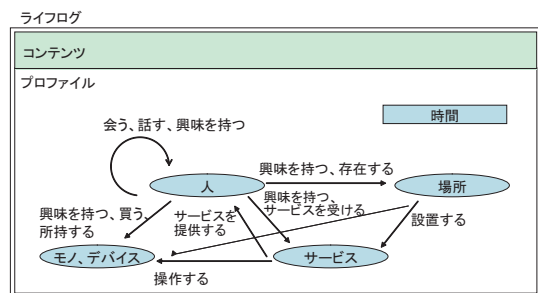 ライフログ
コンテンツ
プロファイル
時間
会う、話す、興味を持つ
興味を持つ、存在する
人
場所
興味を持つ、買う、
所持する
サービスを
提供する
興味を持つ、
サービスを受ける
設置する
モノ、デバイス
サービス
操作する